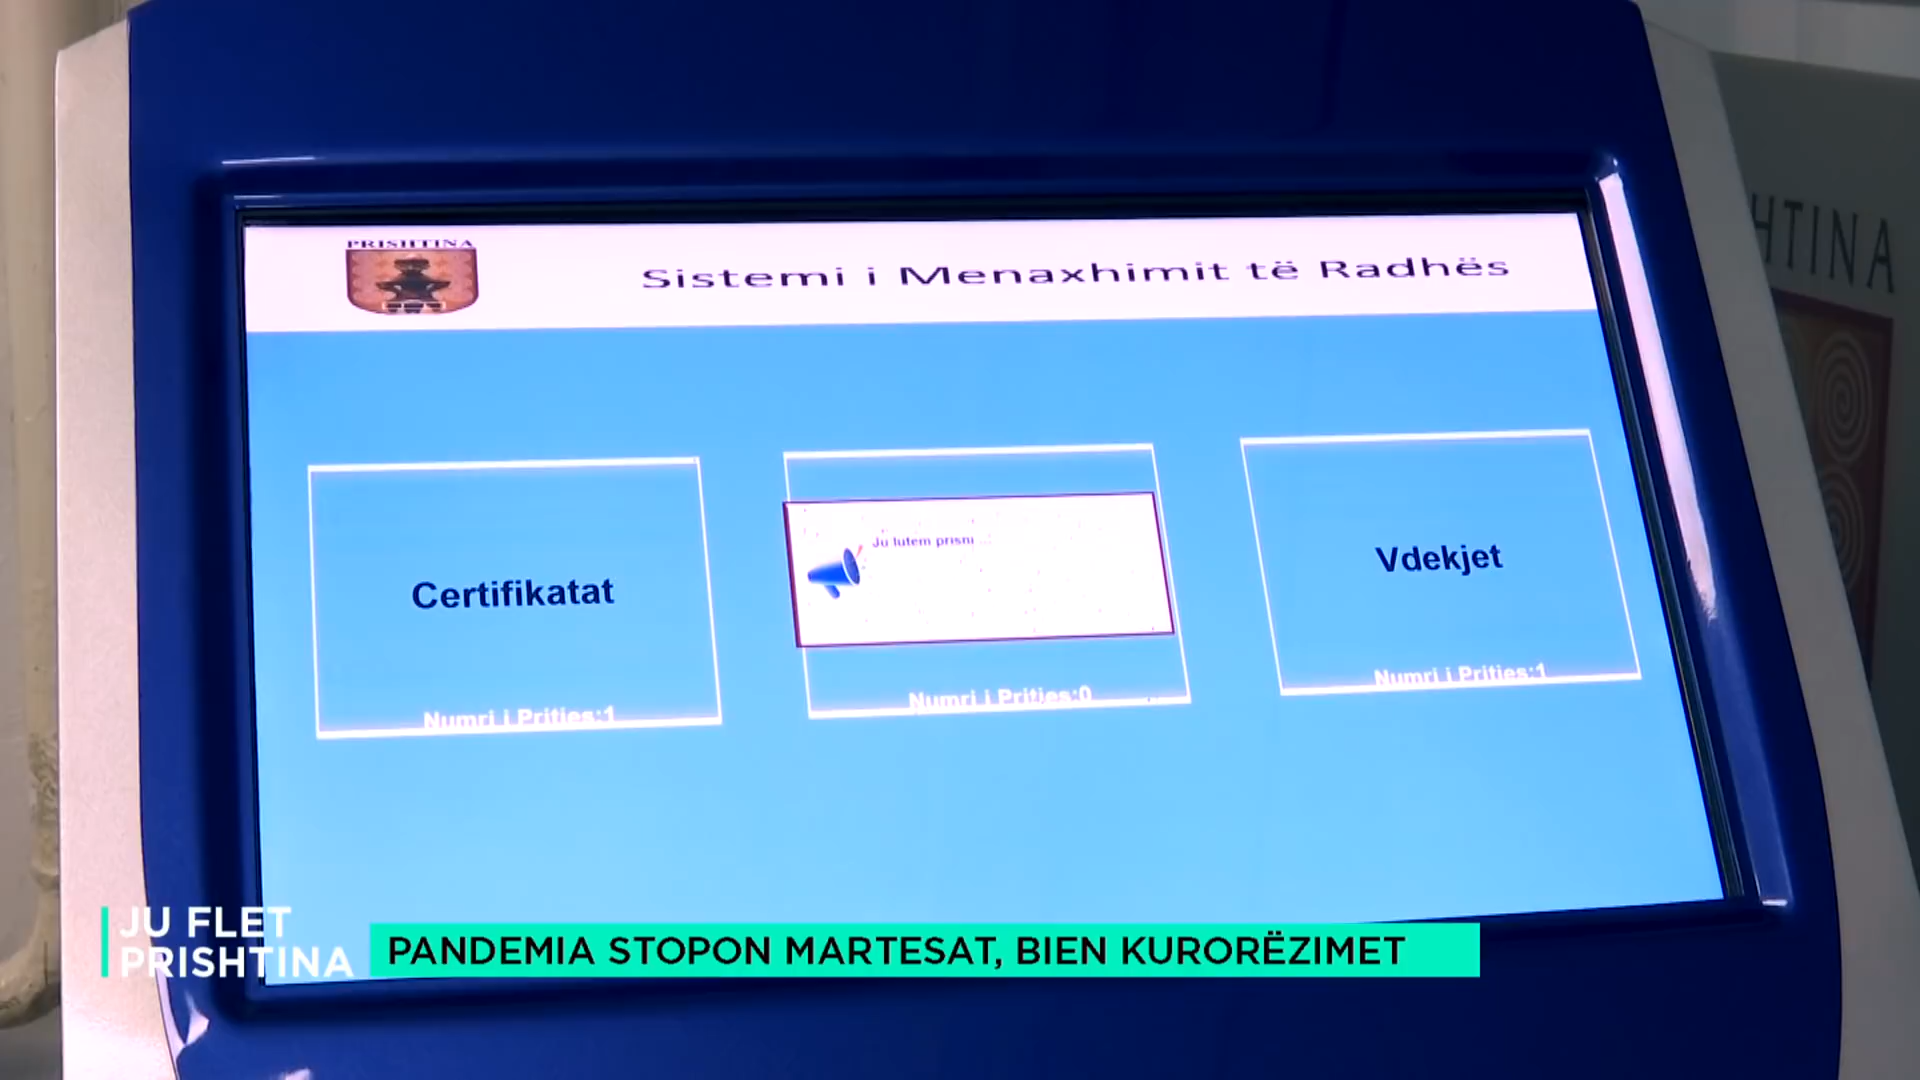 PRISHTINA
Sistemi i Menaxhimit të Radhës
HTINA
Certifikatat
Numri i Pritjes:1
Ju lutem prisni ...
Numri i Pritjes:0
Vdekjet
Numri i Pritjes:1
JU FLET
PRISHTINA
PANDEMIA STOPON MARTESAT, BIEN KURORËZIMET